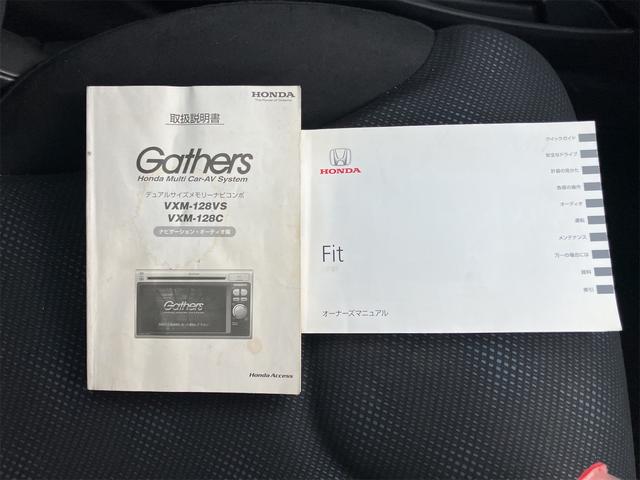 HONDA
The Power of Dreams
取扱説明書
Gathers
Honda Multi Car-AV System
デュアルサイズメモリーナビコンポ
VXM-128VS
VXM-128C
ナビゲーション・オーディオ編
Gathers
Honda Access
HONDA
Fit
オーナーズマニュアル
クイックガイド
安全なドライブ
計器の見かた
各部の操作
オーディオ
運転
メンテナンス
万一の場合には
資料
索引